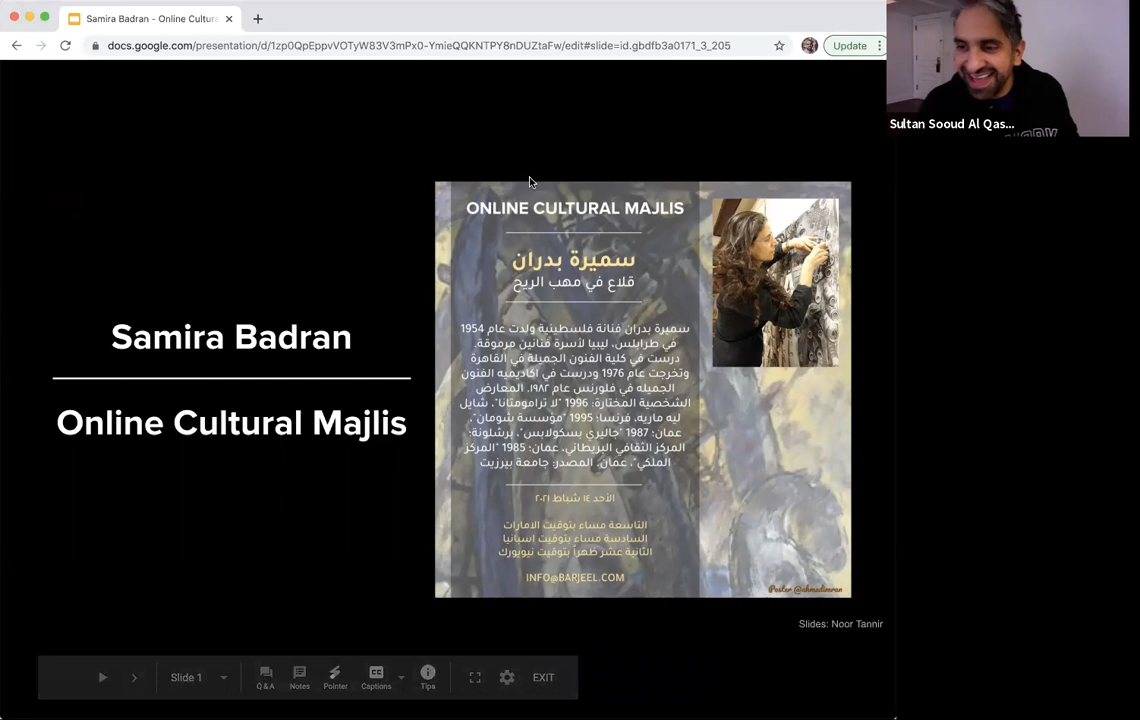 Samira Badran - Online Cultura
docs.google.com/presentation/d/1zp0QpEppvVOTyW83V3mPx0-YmieQQKNTPY8nDUZtaFw/edit#slide=id.gbdfb3a0171_3_205
Update
Sultan Sooud Al Qas...
Samira Badran
Online Cultural Majlis
ONLINE CULTURAL MAJLIS
سميرة بدران
قلاع في مهب الريح
سميرة بدران فنانة فلسطينية ولدت عام 1954
في طرابلس، ليبيا لأسرة فنانين مرموقة.
درست في كلية الفنون الجميلة في القاهرة
وتخرجت عام 1976 ودرست في اكاديميه الفنون
الجميله في فلورنس عام ١٩٨٢. المعارض
الشخصية المختارة: 1996 "لا تراموفتانا"، شايل
ليه ماريه، فرنسا؛ 1995 "مؤسسة شومان"،
عمان؛ 1987 "جاليري بسكولابس"، برشلونة؛
المركز الثقافي البريطاني، عمان؛ 1985 "المركز
الملكي"، عمان. المصدر: جامعة بيرزيت
الأحد ١٤ شباط ٢٠٢١
التاسعة مساء بتوقيت الامارات
السادسة مساء بتوقيت اسبانيا
الثانية عشر ظهراً بتوقيت نيويورك
INFO@BARJEEL.COM
Poster @ahmadimran
Slides: Noor Tannir
Slide 1
Q & A
Notes
Pointer
Captions
Tips
EXIT